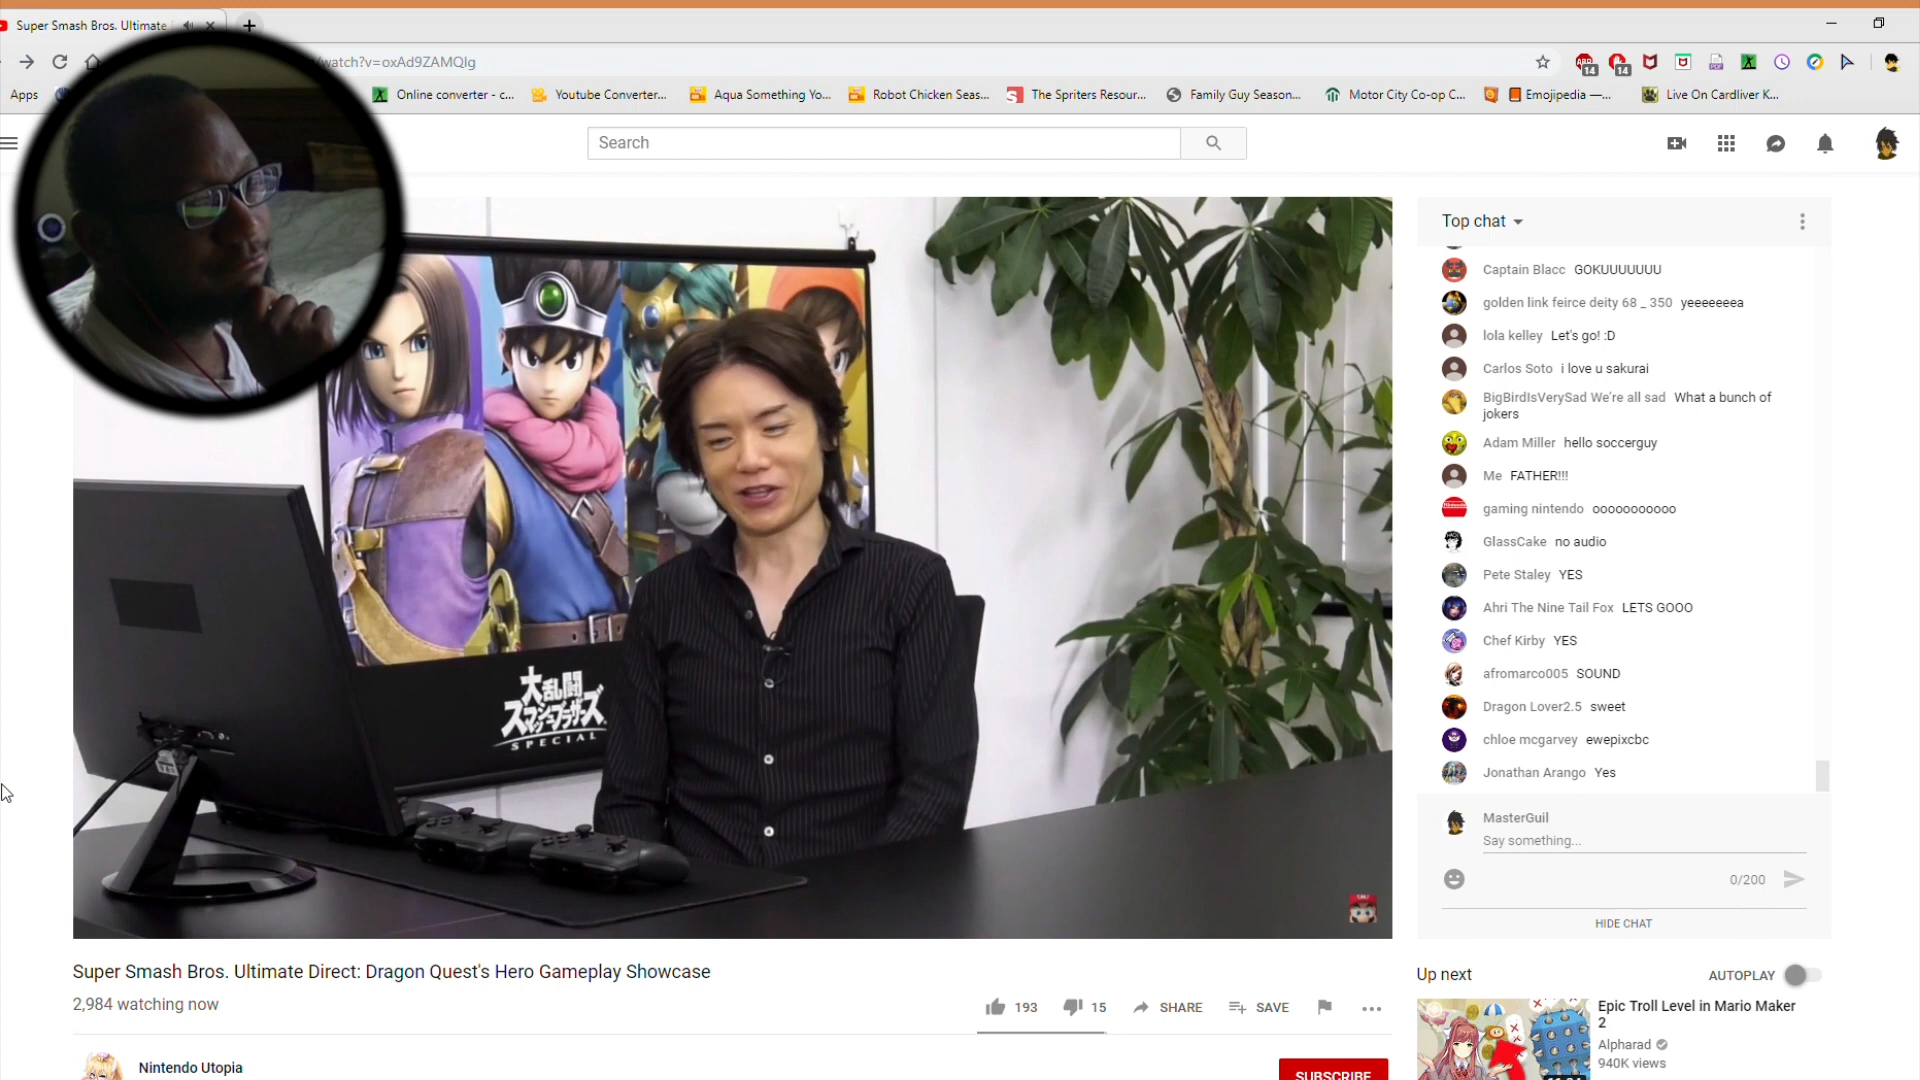 Super Smash Bros. Ultimate
/watch?v=oxAd9ZAMQIg
14
14
Apps
Online converter - c...
Youtube Converter...
Aqua Something Yo...
Robot Chicken Seas...
The Spriters Resour...
Family Guy Season...
Motor City Co-op C...
Emojipedia —...
Live On Cardliver K...
Search
Top chat
Captain Blacc GOKUUUUUUU
golden link feirce deity 68 _ 350 yeeeeeeea
lola kelley Let's go! :D
Carlos Soto i love u sakurai
BigBirdIsVerySad We're all sad What a bunch of
jokers
Adam Miller hello soccerguy
Me FATHER!!!
gaming nintendo ooooooooooo
GlassCake no audio
Pete Staley YES
Ahri The Nine Tail Fox LETS GOOO
Chef Kirby YES
afromarco005 SOUND
Dragon Lover2.5 sweet
chloe mcgarvey ewepixcbc
Jonathan Arango Yes
MasterGuil
Say something...
0/200
HIDE CHAT
大乱闘
スマッシュブラザーズ
SPECIAL
Super Smash Bros. Ultimate Direct: Dragon Quest's Hero Gameplay Showcase
2,984 watching now
193
15
SHARE
SAVE
Nintendo Utopia
SUBSCRIBE
Up next
AUTOPLAY
Epic Troll Level in Mario Maker
2
Alpharad
940K views